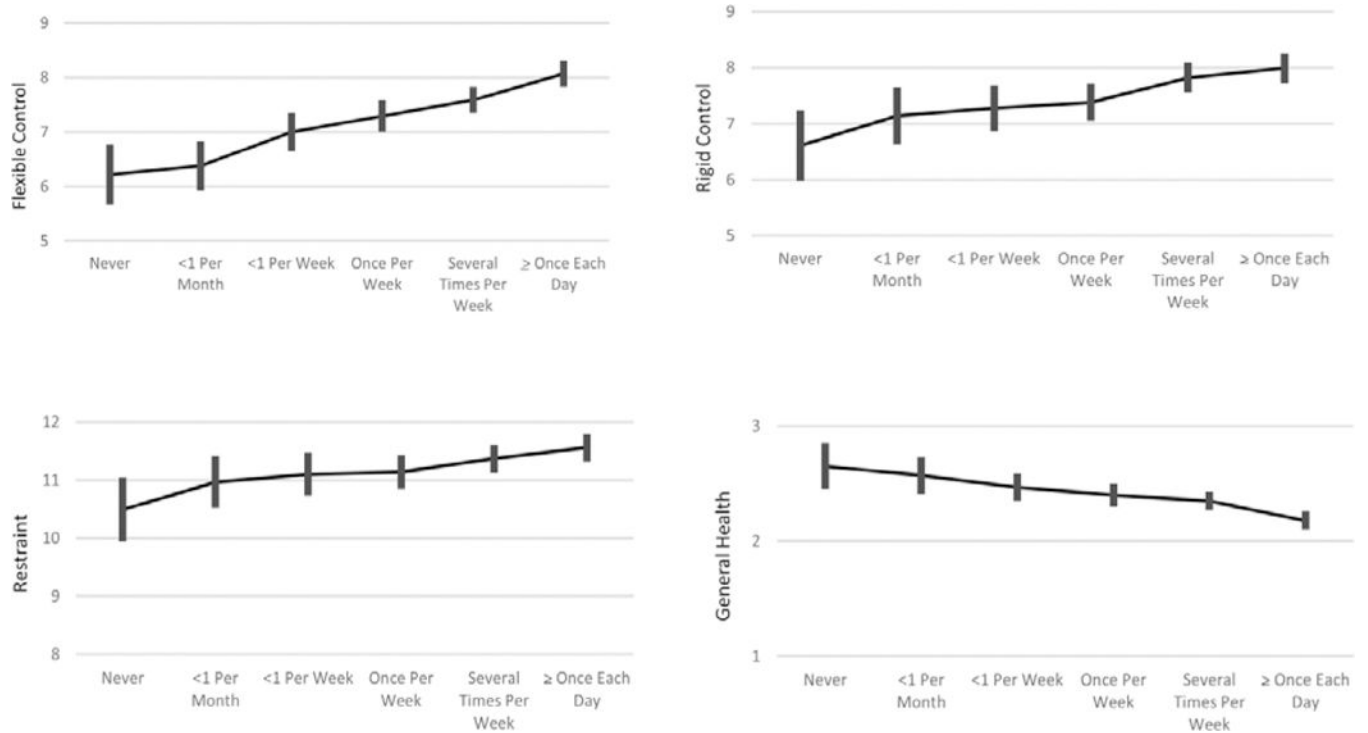 Flexible Control
9
8
7
6
5
Never
<1 Per
Month
<1 Per Week
Once Per
Week
Several
Times Per
Week
≥ Once Each
Day
Rigid Control
9
8
7
6
5
Never
<1 Per
Month
<1 Per Week
Once Per
Week
Several
Times Per
Week
≥ Once Each
Day
Restraint
12
11
10
9
8
Never
<1 Per
Month
<1 Per Week
Once Per
Week
Several
Times Per
Week
≥ Once Each
Day
General Health
3
2
1
Never
<1 Per
Month
<1 Per Week
Once Per
Week
Several
Times Per
Week
≥ Once Each
Day